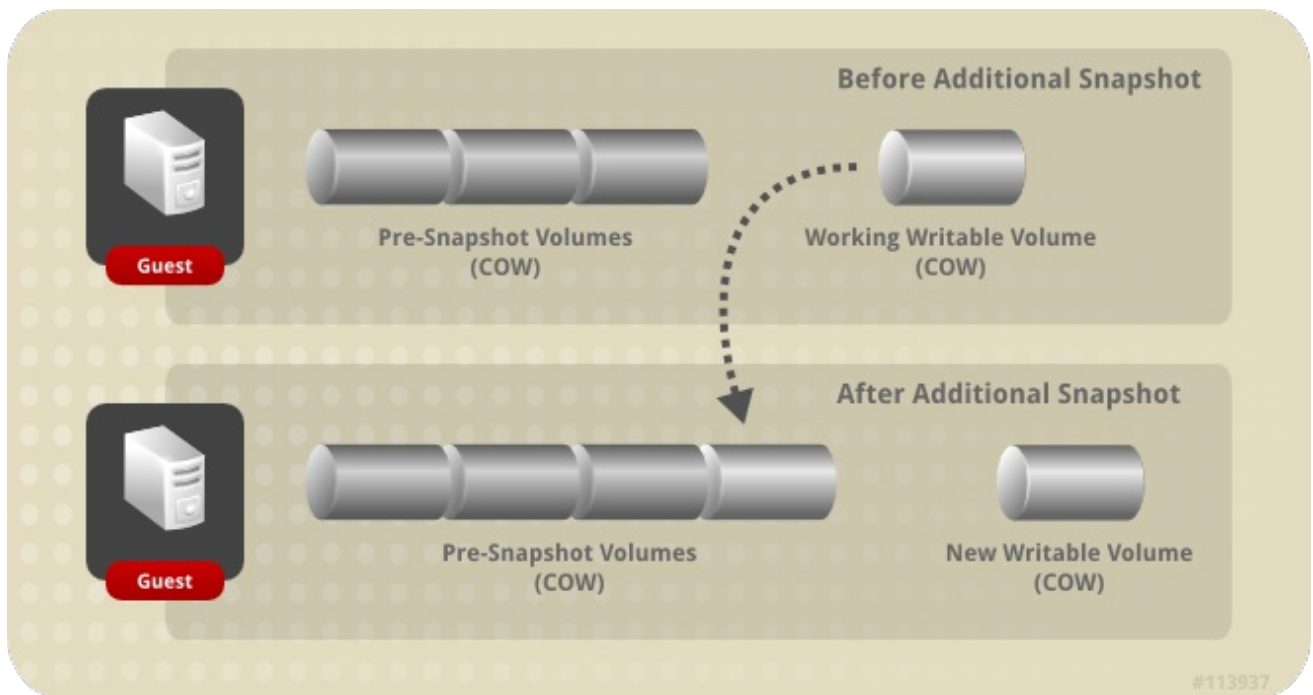 Before Additional Snapshot
Guest
Pre-Snapshot Volumes
(COW)
Working Writable Volume
(COW)
After Additional Snapshot
Guest
Pre-Snapshot Volumes
(COW)
New Writable Volume
(COW)
#113937